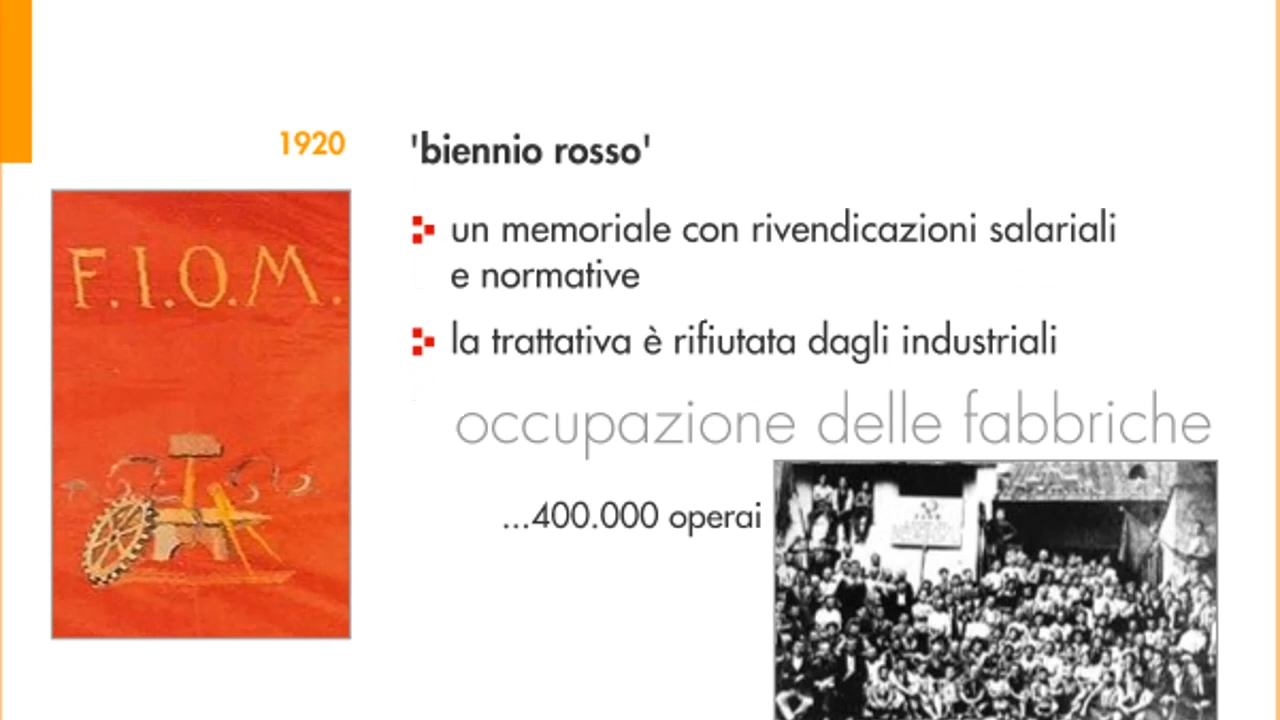 1920
'biennio rosso'
F.I.O.M.
un memoriale con rivendicazioni salariali
e normative
la trattativa è rifiutata dagli industriali
occupazione delle fabbriche
...400.000 operai